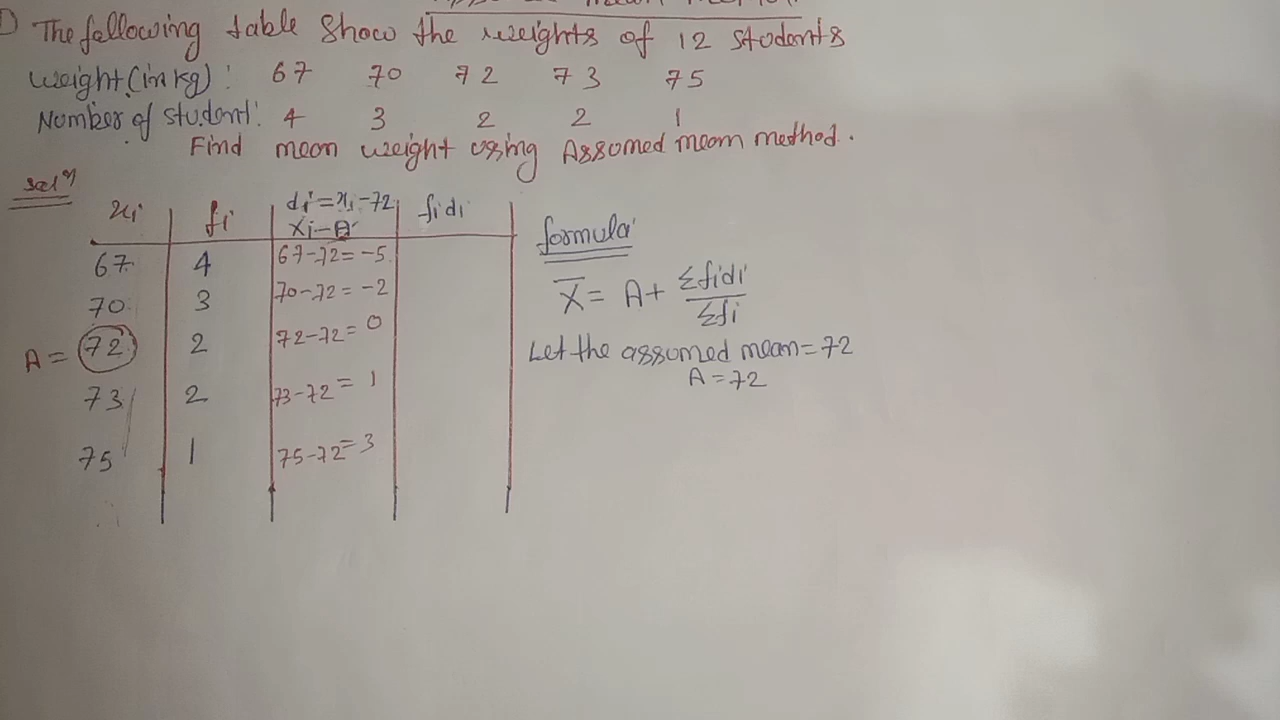 1) The following table show the weights of 12 students
weight (in kg) : 67 70 72 73 75
Number of student : 4 3 2 2 1
Find mean weight using Assumed mean method.
solⁿ
xi fi di = xi - 72 fidi
xi - A
67 4 67-72 = -5
70 3 70-72 = -2
A = 72 2 72-72 = 0
73 2 73-72 = 1
75 1 75-72 = 3
formula
X̄ = A + Σfidi / Σfi
Let the assumed mean = 72
A = 72